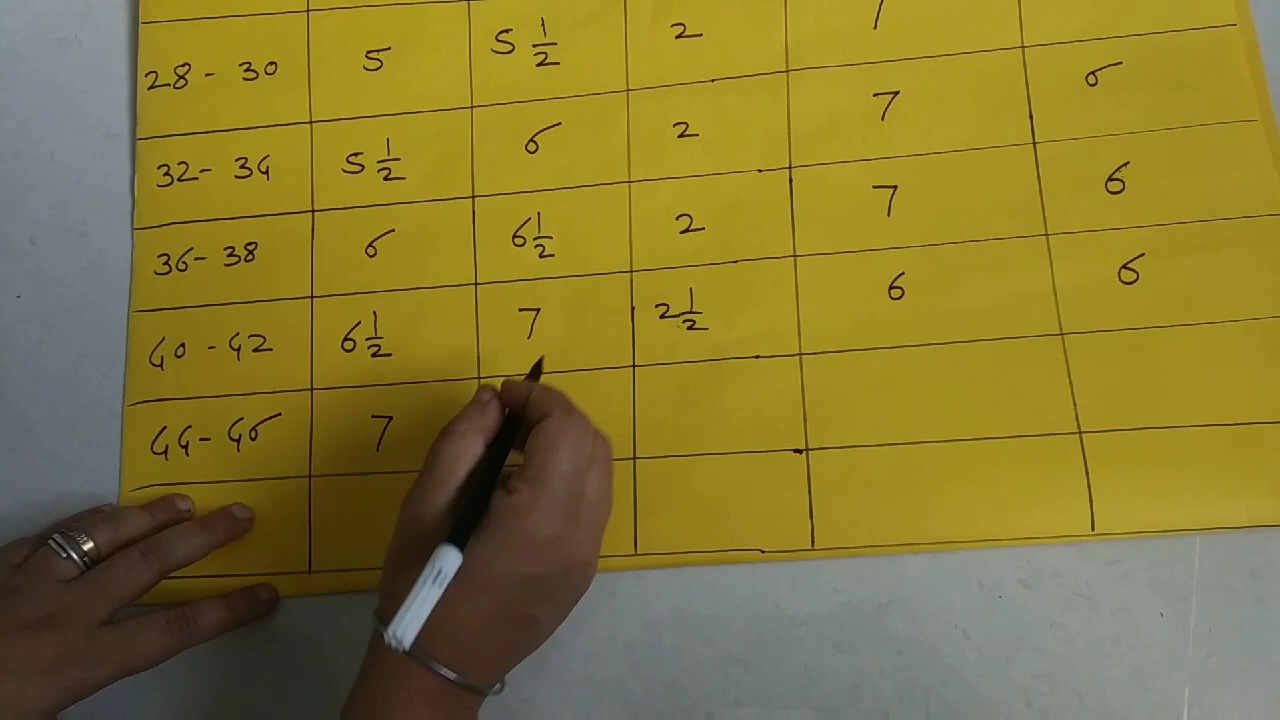 28 - 30 5 5 1/2 2 7
32 - 34 5 1/2 6 2 7 6
36 - 38 6 6 1/2 2 7 6
40 - 42 6 1/2 7 2 1/2 6 6
44 - 46 7